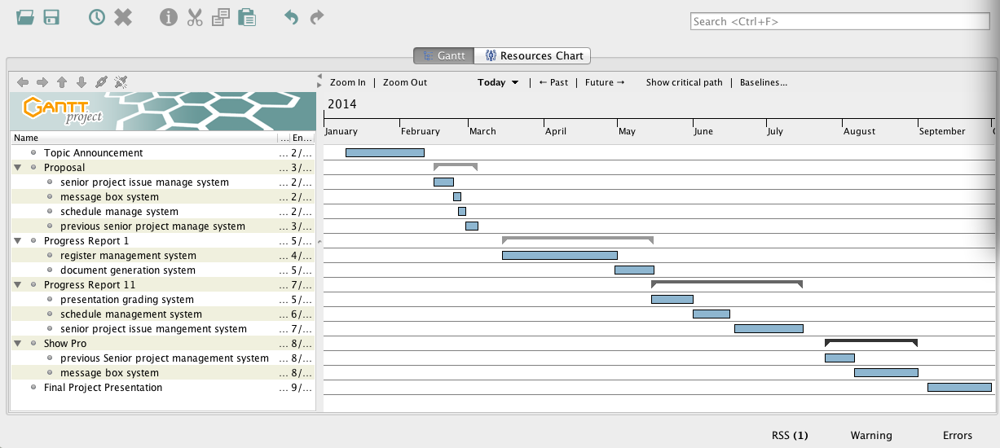 Search <Ctrl+F>
Gantt
Resources Chart
Zoom In | Zoom Out Today ▼ | ← Past | Future → Show critical path | Baselines...
GANTT
project
2014
January February March April May June July August September
Name ... En...
Topic Announcement ... 2/...
Proposal ... 3/...
senior project issue manage system ... 2/...
message box system ... 2/...
schedule manage system ... 2/...
previous senior project manage system ... 3/...
Progress Report 1 ... 5/...
register management system ... 4/...
document generation system ... 5/...
Progress Report 11 ... 7/...
presentation grading system ... 5/...
schedule management system ... 6/...
senior project issue mangement system ... 7/...
Show Pro ... 8/...
previous Senior project management system ... 8/...
message box system ... 8/...
Final Project Presentation ... 9/...
RSS (1) Warning Errors